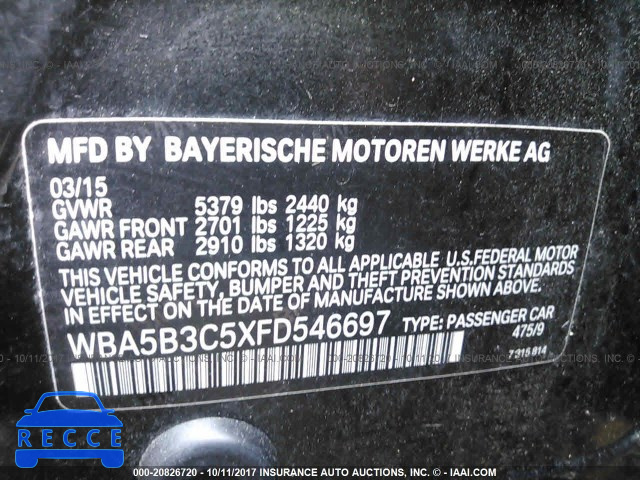 MFD BY BAYERISCHE MOTOREN WERKE AG
03/15
GVWR 5379 lbs 2440 kg
GAWR FRONT 2701 lbs 1225 kg
GAWR REAR 2910 lbs 1320 kg
THIS VEHICLE CONFORMS TO ALL APPLICABLE U.S.FEDERAL MOTOR
VEHICLE SAFETY, BUMPER AND THEFT PREVENTION STANDARDS
IN EFFECT ON THE DATE OF MANUFACTURE SHOWN ABOVE.
WBA5B3C5XFD546697 TYPE: PASSENGER CAR
475/9
7 315 814
RECCE
000-20826720 - 10/11/2017 INSURANCE AUTO AUCTIONS, INC. - IAAI.COM